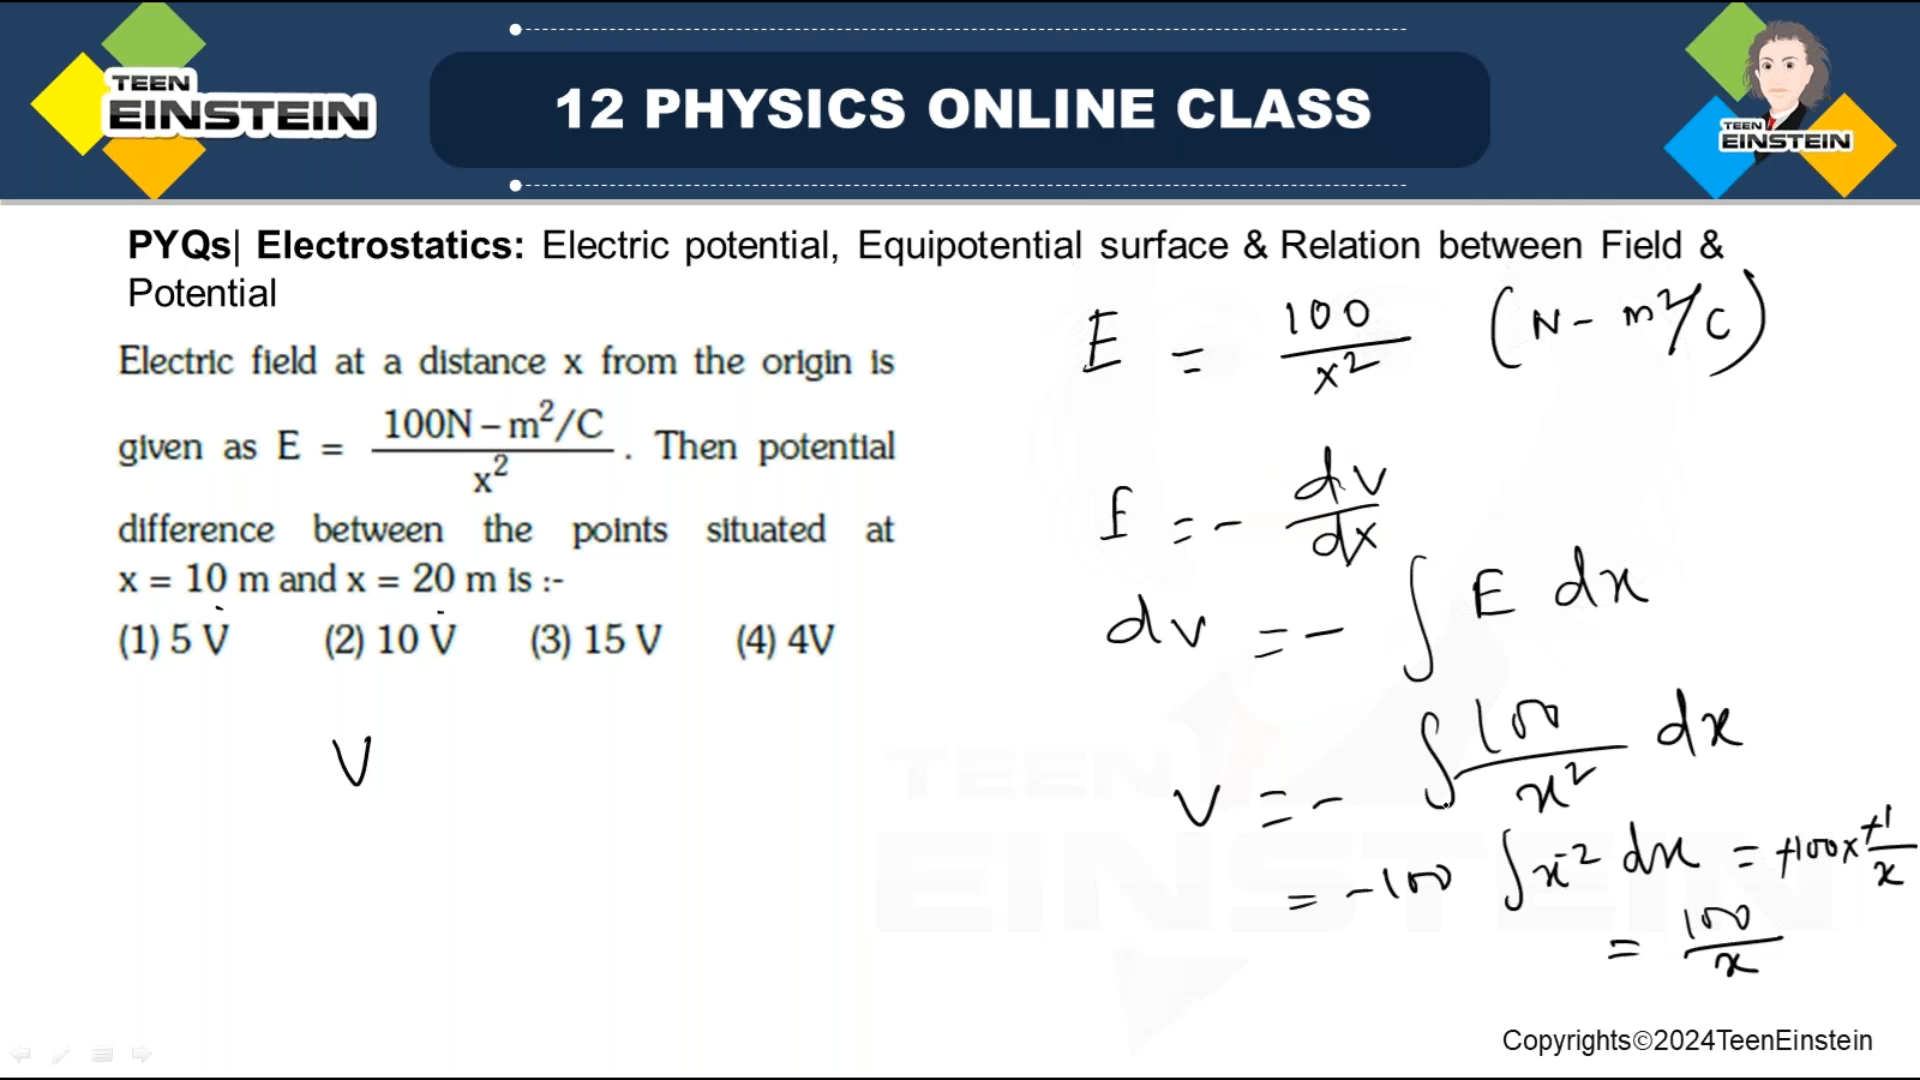 TEEN
EINSTEIN
12 PHYSICS ONLINE CLASS
TEEN
EINSTEIN
PYQs| Electrostatics: Electric potential, Equipotential surface & Relation between Field &
Potential
Electric field at a distance x from the origin is
given as E = 100N – m²/C / x² . Then potential
difference between the points situated at
x = 10 m and x = 20 m is :-
(1) 5 V (2) 10 V (3) 15 V (4) 4V
V
E = 100 / x² (N - m²/C)
E = - dv / dx
dv = - ∫ E dx
v = - ∫ 100 / x² dx
= -100 ∫ x⁻² dx = +100 x +1 / x
= 100 / x
TEEN
EINSTEIN
Copyrights©2024TeenEinstein